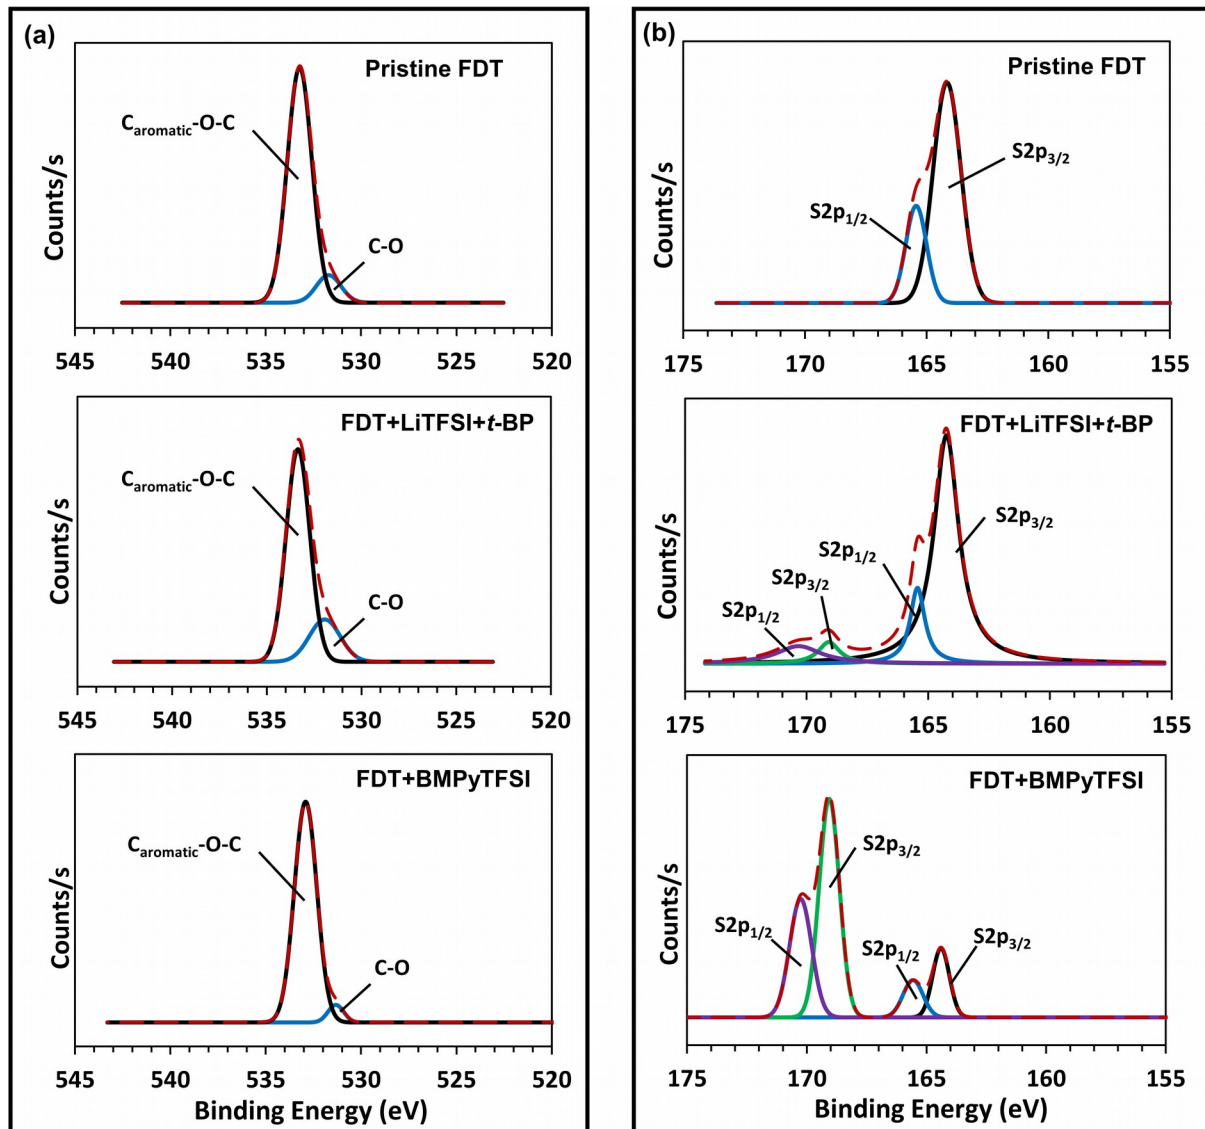 (a)
Pristine FDT
Counts/s
Caromatic-O-C
C-O
545 540 535 530 525 520
FDT+LiTFSI+t-BP
Counts/s
Caromatic-O-C
C-O
545 540 535 530 525 520
FDT+BMPyTFSI
Counts/s
Caromatic-O-C
C-O
545 540 535 530 525 520
Binding Energy (eV)
(b)
Pristine FDT
Counts/s
S2p3/2
S2p1/2
175 170 165 160 155
FDT+LiTFSI+t-BP
Counts/s
S2p3/2
S2p1/2
S2p3/2
S2p1/2
175 170 165 160 155
FDT+BMPyTFSI
Counts/s
S2p3/2
S2p1/2
S2p1/2
S2p3/2
175 170 165 160 155
Binding Energy (eV)